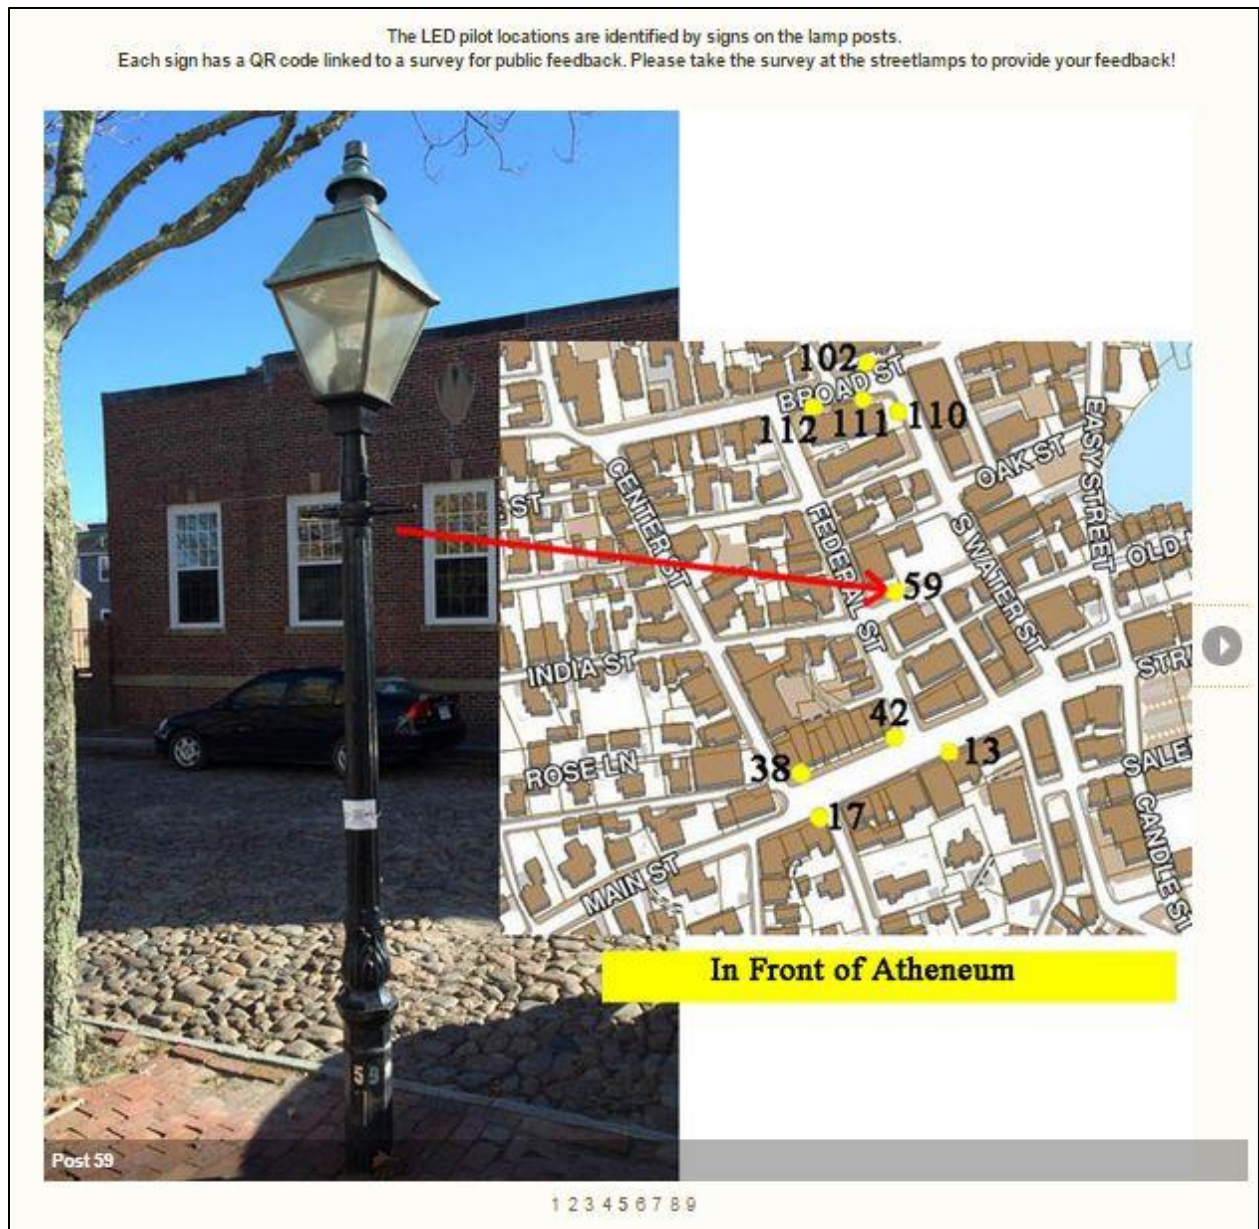 The LED pilot locations are identified by signs on the lamp posts.
Each sign has a QR code linked to a survey for public feedback. Please take the survey at the streetlamps to provide your feedback!
102
BROAD ST
112
111
110
EASY STREET
OAK ST
CENTER ST
ST
FEDERAL ST
S WATER ST
OLD
59
INDIA ST
STR
42
13
38
ROSE LN
SALE
17
CANDLE ST
MAIN ST
In Front of Atheneum
59
Post 59
1 2 3 4 5 6 7 8 9